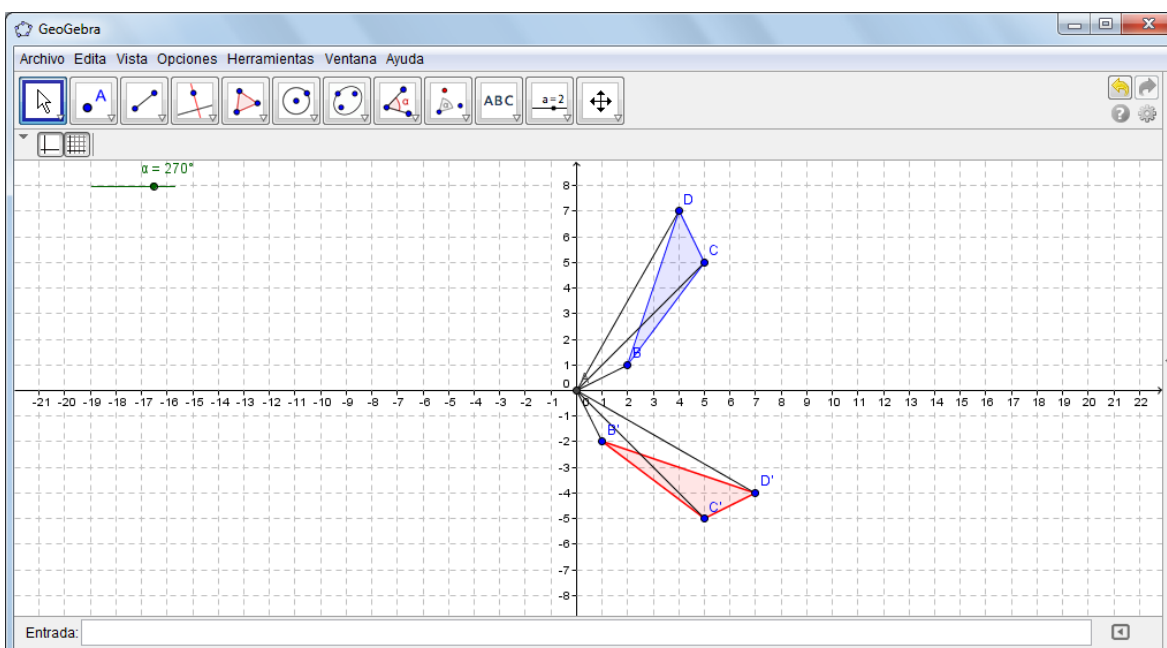 GeoGebra
Archivo Edita Vista Opciones Herramientas Ventana Ayuda
A α α ABC a=2
α = 270°
8
D
7
6
C
5
4
3
2
B
1
A
0
-21 -20 -19 -18 -17 -16 -15 -14 -13 -12 -11 -10 -9 -8 -7 -6 -5 -4 -3 -2 -1 0 1 2 3 4 5 6 7 8 9 10 11 12 13 14 15 16 17 18 19 20 21 22
-1
B'
-2
-3
D'
-4
C'
-5
-6
-7
-8
Entrada: